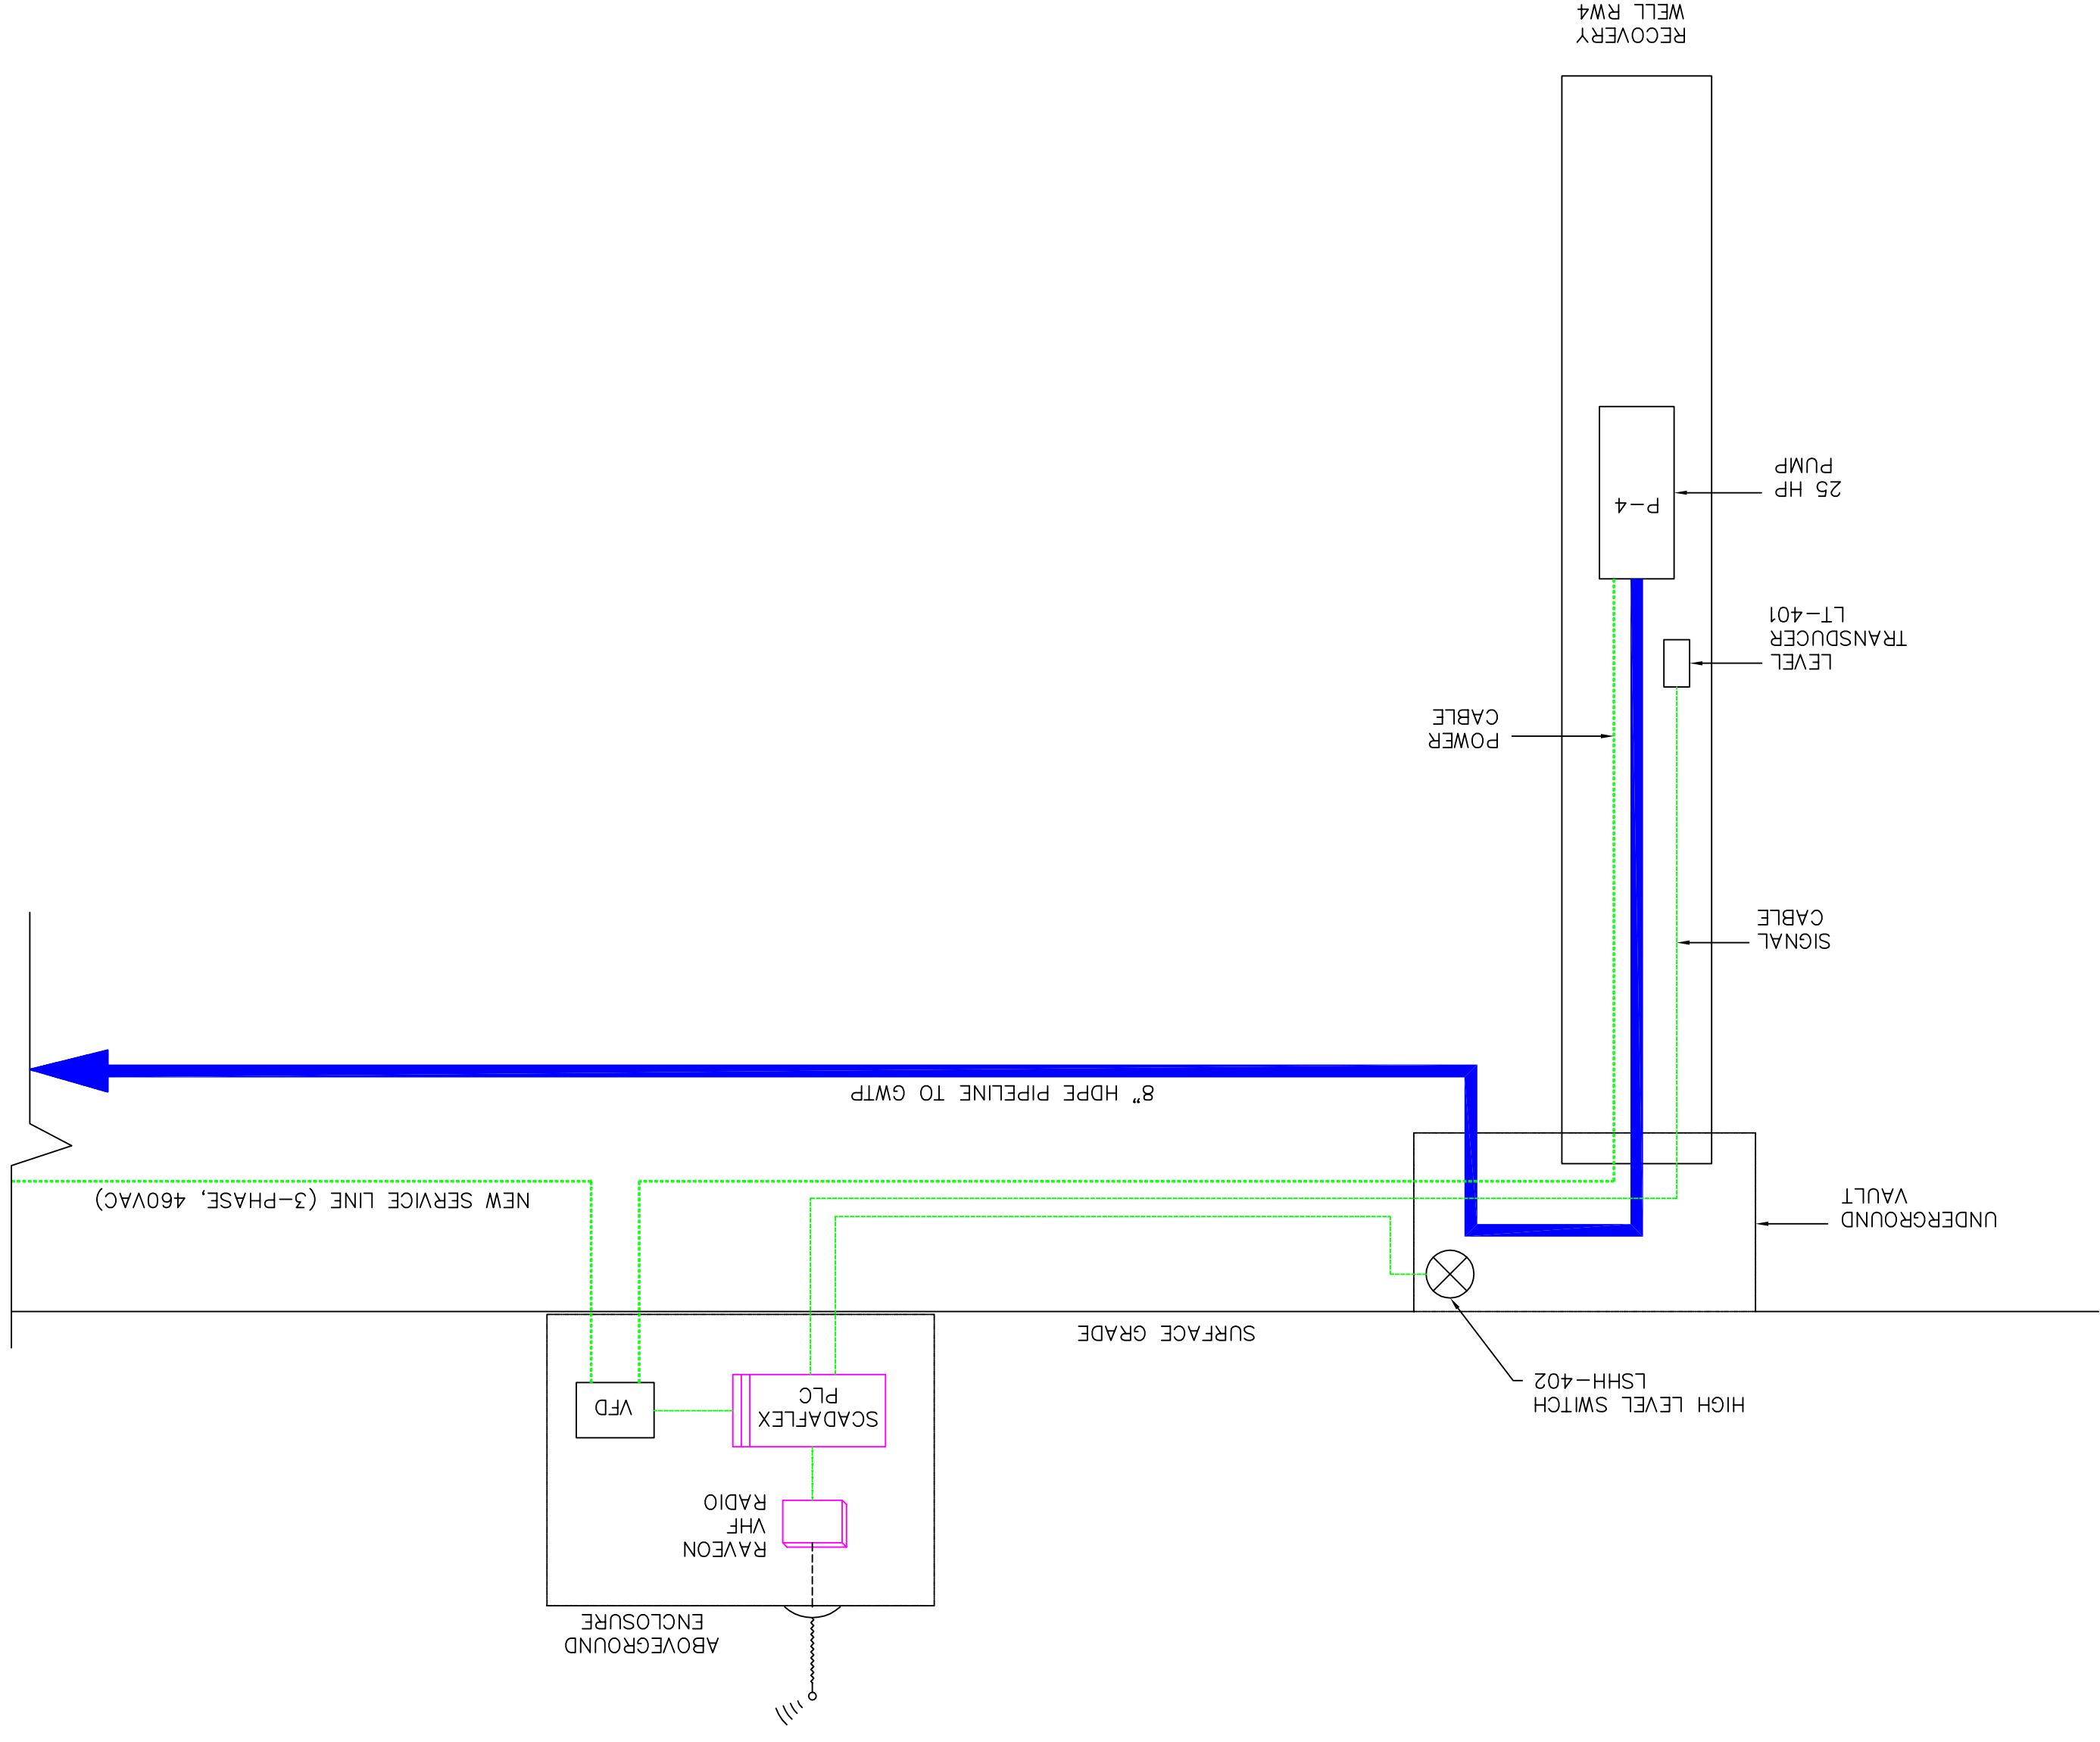 ABOVEGROUND
ENCLOSURE
RAVEON
VHF
RADIO
SCADAFLEX
PLC
VFD
HIGH LEVEL SWITCH
LSHH-402
SURFACE GRADE
UNDERGROUND
VAULT
NEW SERVICE LINE (3-PHASE, 460VAC)
8" HDPE PIPELINE TO GWTP
SIGNAL
CABLE
POWER
CABLE
LEVEL
TRANSDUCER
LT-401
25 HP
PUMP
P-4
RECOVERY
WELL RW4